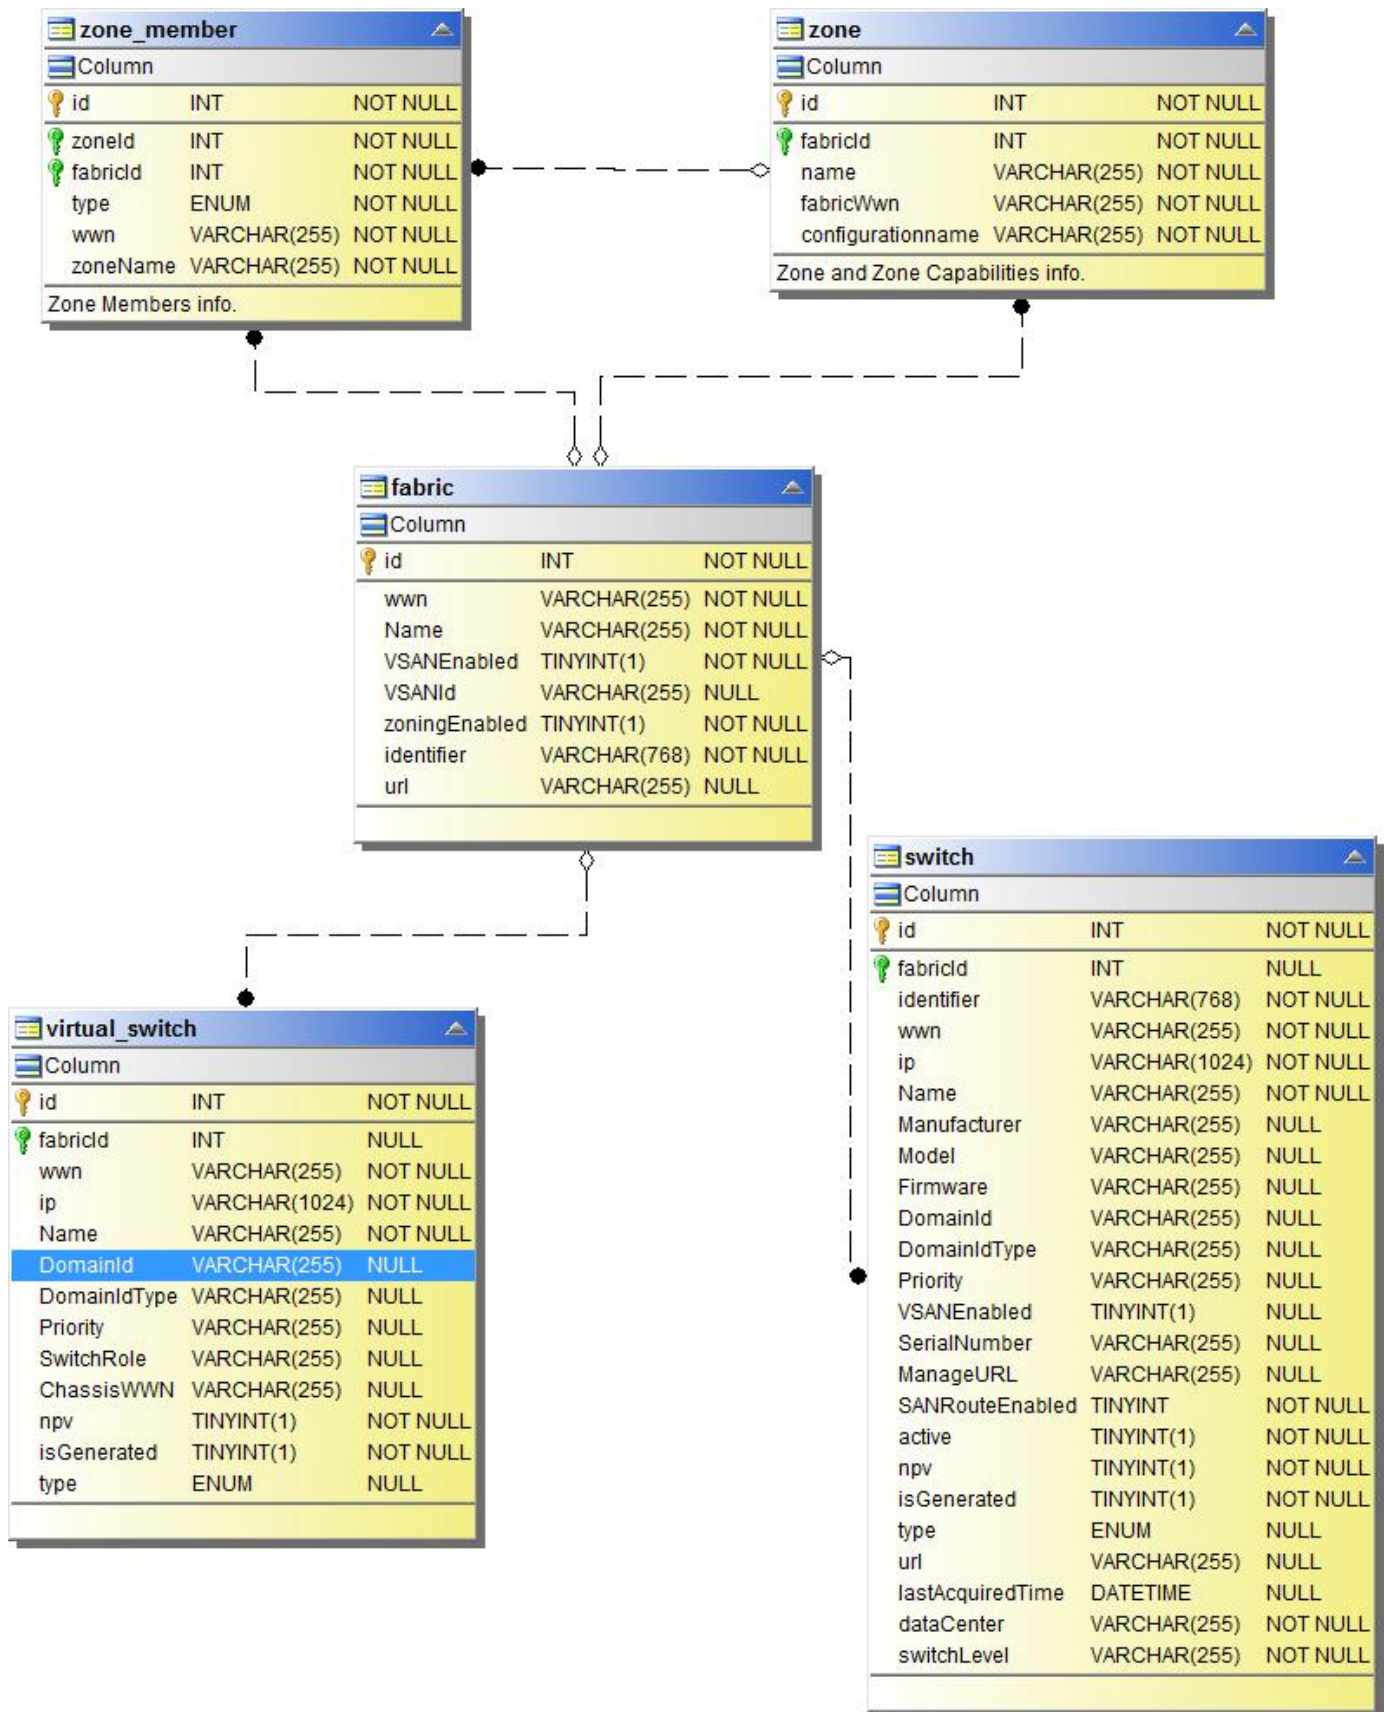 zone_member
Column
id INT NOT NULL
zoneId INT NOT NULL
fabricId INT NOT NULL
type ENUM NOT NULL
wwn VARCHAR(255) NOT NULL
zoneName VARCHAR(255) NOT NULL
Zone Members info.
zone
Column
id INT NOT NULL
fabricId INT NOT NULL
name VARCHAR(255) NOT NULL
fabricWwn VARCHAR(255) NOT NULL
configurationname VARCHAR(255) NOT NULL
Zone and Zone Capabilities info.
fabric
Column
id INT NOT NULL
wwn VARCHAR(255) NOT NULL
Name VARCHAR(255) NOT NULL
VSANEnabled TINYINT(1) NOT NULL
VSANId VARCHAR(255) NULL
zoningEnabled TINYINT(1) NOT NULL
identifier VARCHAR(768) NOT NULL
url VARCHAR(255) NULL
virtual_switch
Column
id INT NOT NULL
fabricId INT NULL
wwn VARCHAR(255) NOT NULL
ip VARCHAR(1024) NOT NULL
Name VARCHAR(255) NOT NULL
DomainId VARCHAR(255) NULL
DomainIdType VARCHAR(255) NULL
Priority VARCHAR(255) NULL
SwitchRole VARCHAR(255) NULL
ChassisWWN VARCHAR(255) NULL
npv TINYINT(1) NOT NULL
isGenerated TINYINT(1) NOT NULL
type ENUM NULL
switch
Column
id INT NOT NULL
fabricId INT NULL
identifier VARCHAR(768) NOT NULL
wwn VARCHAR(255) NOT NULL
ip VARCHAR(1024) NOT NULL
Name VARCHAR(255) NOT NULL
Manufacturer VARCHAR(255) NULL
Model VARCHAR(255) NULL
Firmware VARCHAR(255) NULL
DomainId VARCHAR(255) NULL
DomainIdType VARCHAR(255) NULL
Priority VARCHAR(255) NULL
VSANEnabled TINYINT(1) NULL
SerialNumber VARCHAR(255) NULL
ManageURL VARCHAR(255) NULL
SANRouteEnabled TINYINT NOT NULL
active TINYINT(1) NOT NULL
npv TINYINT(1) NOT NULL
isGenerated TINYINT(1) NOT NULL
type ENUM NULL
url VARCHAR(255) NULL
lastAcquiredTime DATETIME NULL
dataCenter VARCHAR(255) NOT NULL
switchLevel VARCHAR(255) NOT NULL